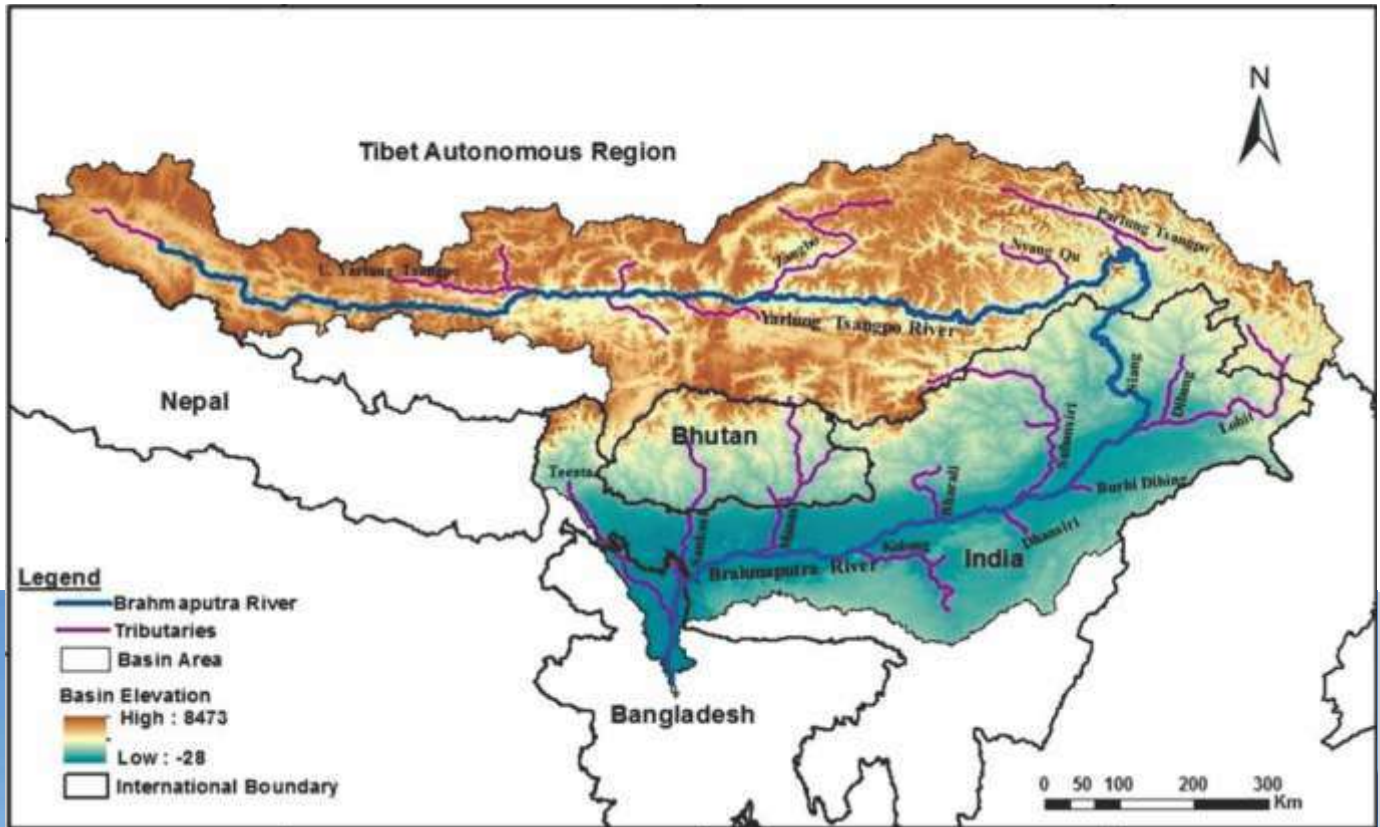 N
Tibet Autonomous Region
Parlung Tsangpo
Nyang Qu
Zangbo
L. Yarlung Tsangpo
Yarlung Tsangpo River
Nepal
Bhutan
Siang
Dibang
Lohit
Subansiri
Teesta
Bharali
Burhi Dihing
Sankosh
Manas
Dhansiri
Kolong
India
Brahmaputra River
Bangladesh
Legend
Brahmaputra River
Tributaries
Basin Area
Basin Elevation
High : 8473
Low : -28
International Boundary
0 50 100 200 300
Km